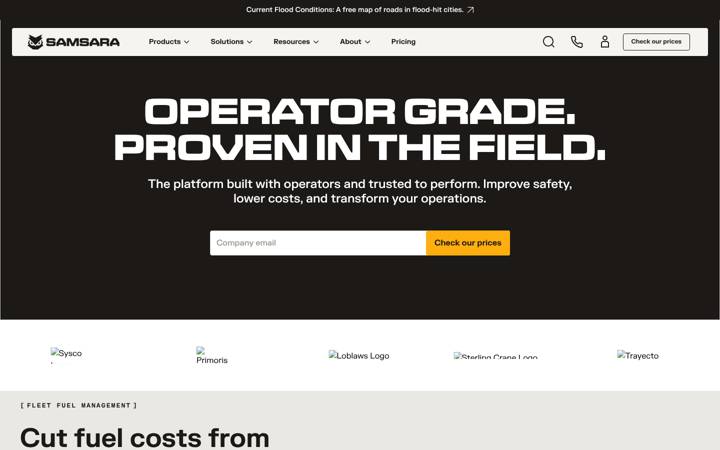 Current Flood Conditions: A free map of roads in flood-hit cities.
SAMSARA
Products
Solutions
Resources
About
Pricing
Check our prices
OPERATOR GRADE.
PROVEN IN THE FIELD.
The platform built with operators and trusted to perform. Improve safety,
lower costs, and transform your operations.
Company email
Check our prices
Sysco
Primoris
Loblaws Logo
Sterling Crane Logo
Trayecto
[ FLEET FUEL MANAGEMENT ]
Cut fuel costs from